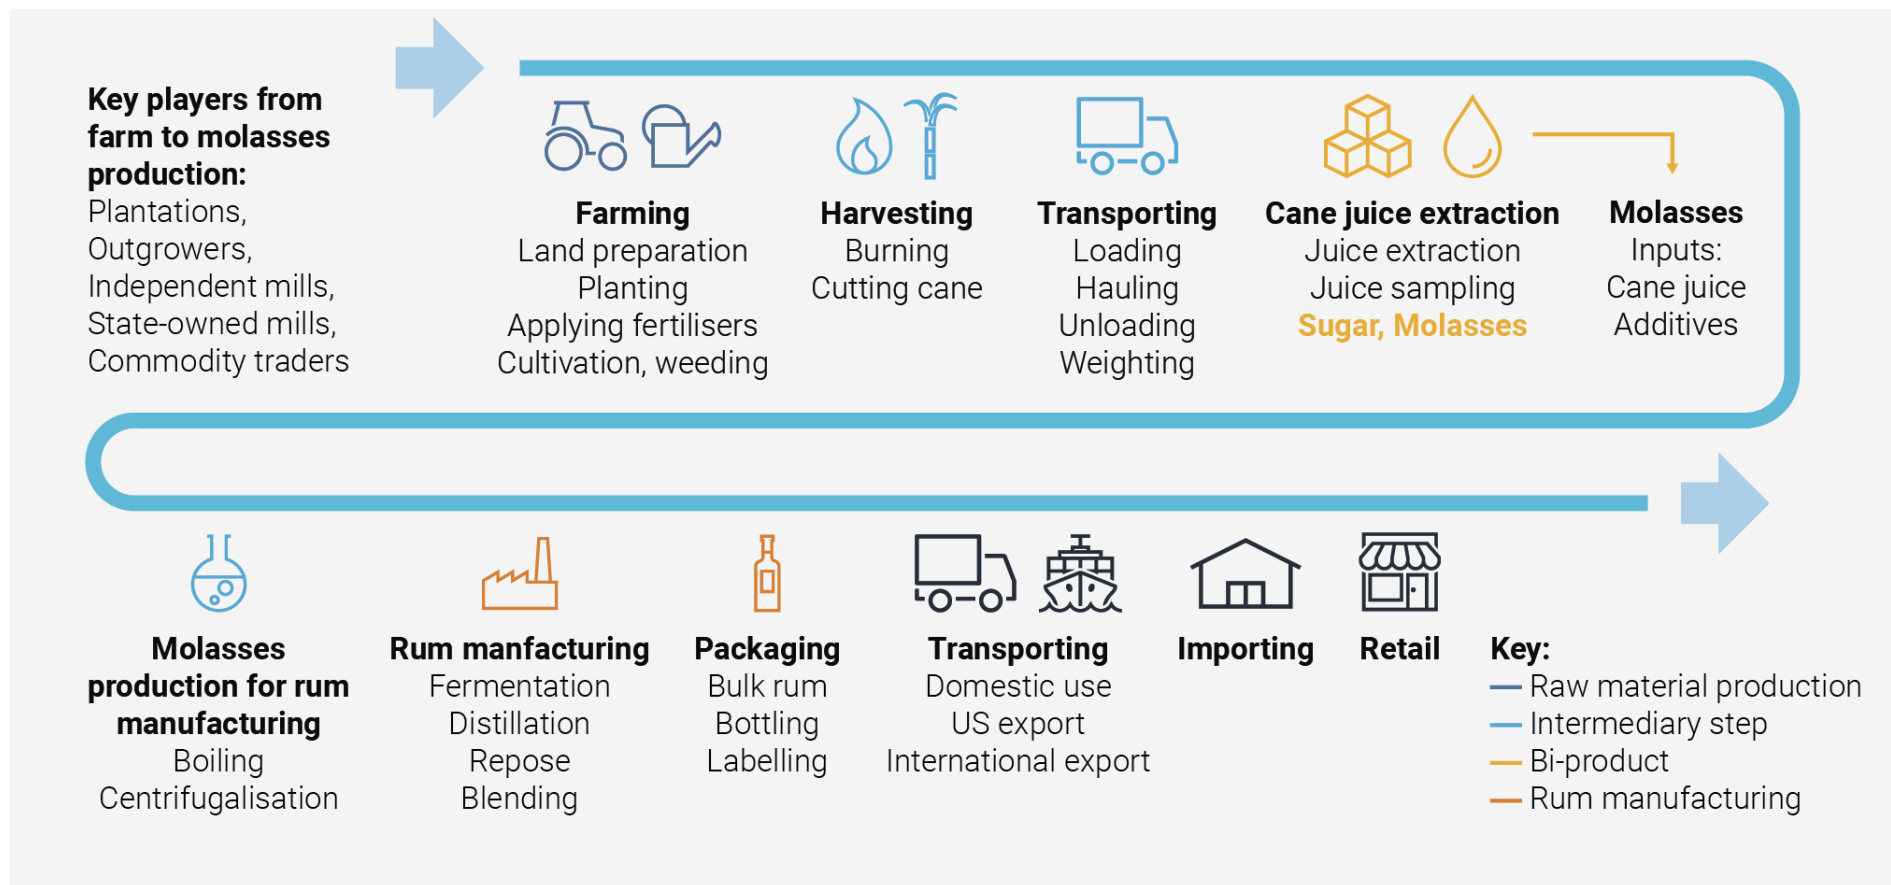 Key players from
farm to molasses
production:
Plantations,
Outgrowers,
Independent mills,
State-owned mills,
Commodity traders
Farming
Land preparation
Planting
Applying fertilisers
Cultivation, weeding
Harvesting
Burning
Cutting cane
Transporting
Loading
Hauling
Unloading
Weighting
Cane juice extraction
Juice extraction
Juice sampling
Sugar, Molasses
Molasses
Inputs:
Cane juice
Additives
Molasses
production for rum
manufacturing
Boiling
Centrifugalisation
Rum manfacturing
Fermentation
Distillation
Repose
Blending
Packaging
Bulk rum
Bottling
Labelling
Transporting
Domestic use
US export
International export
Importing
Retail
Key:
Raw material production
Intermediary step
Bi-product
Rum manufacturing